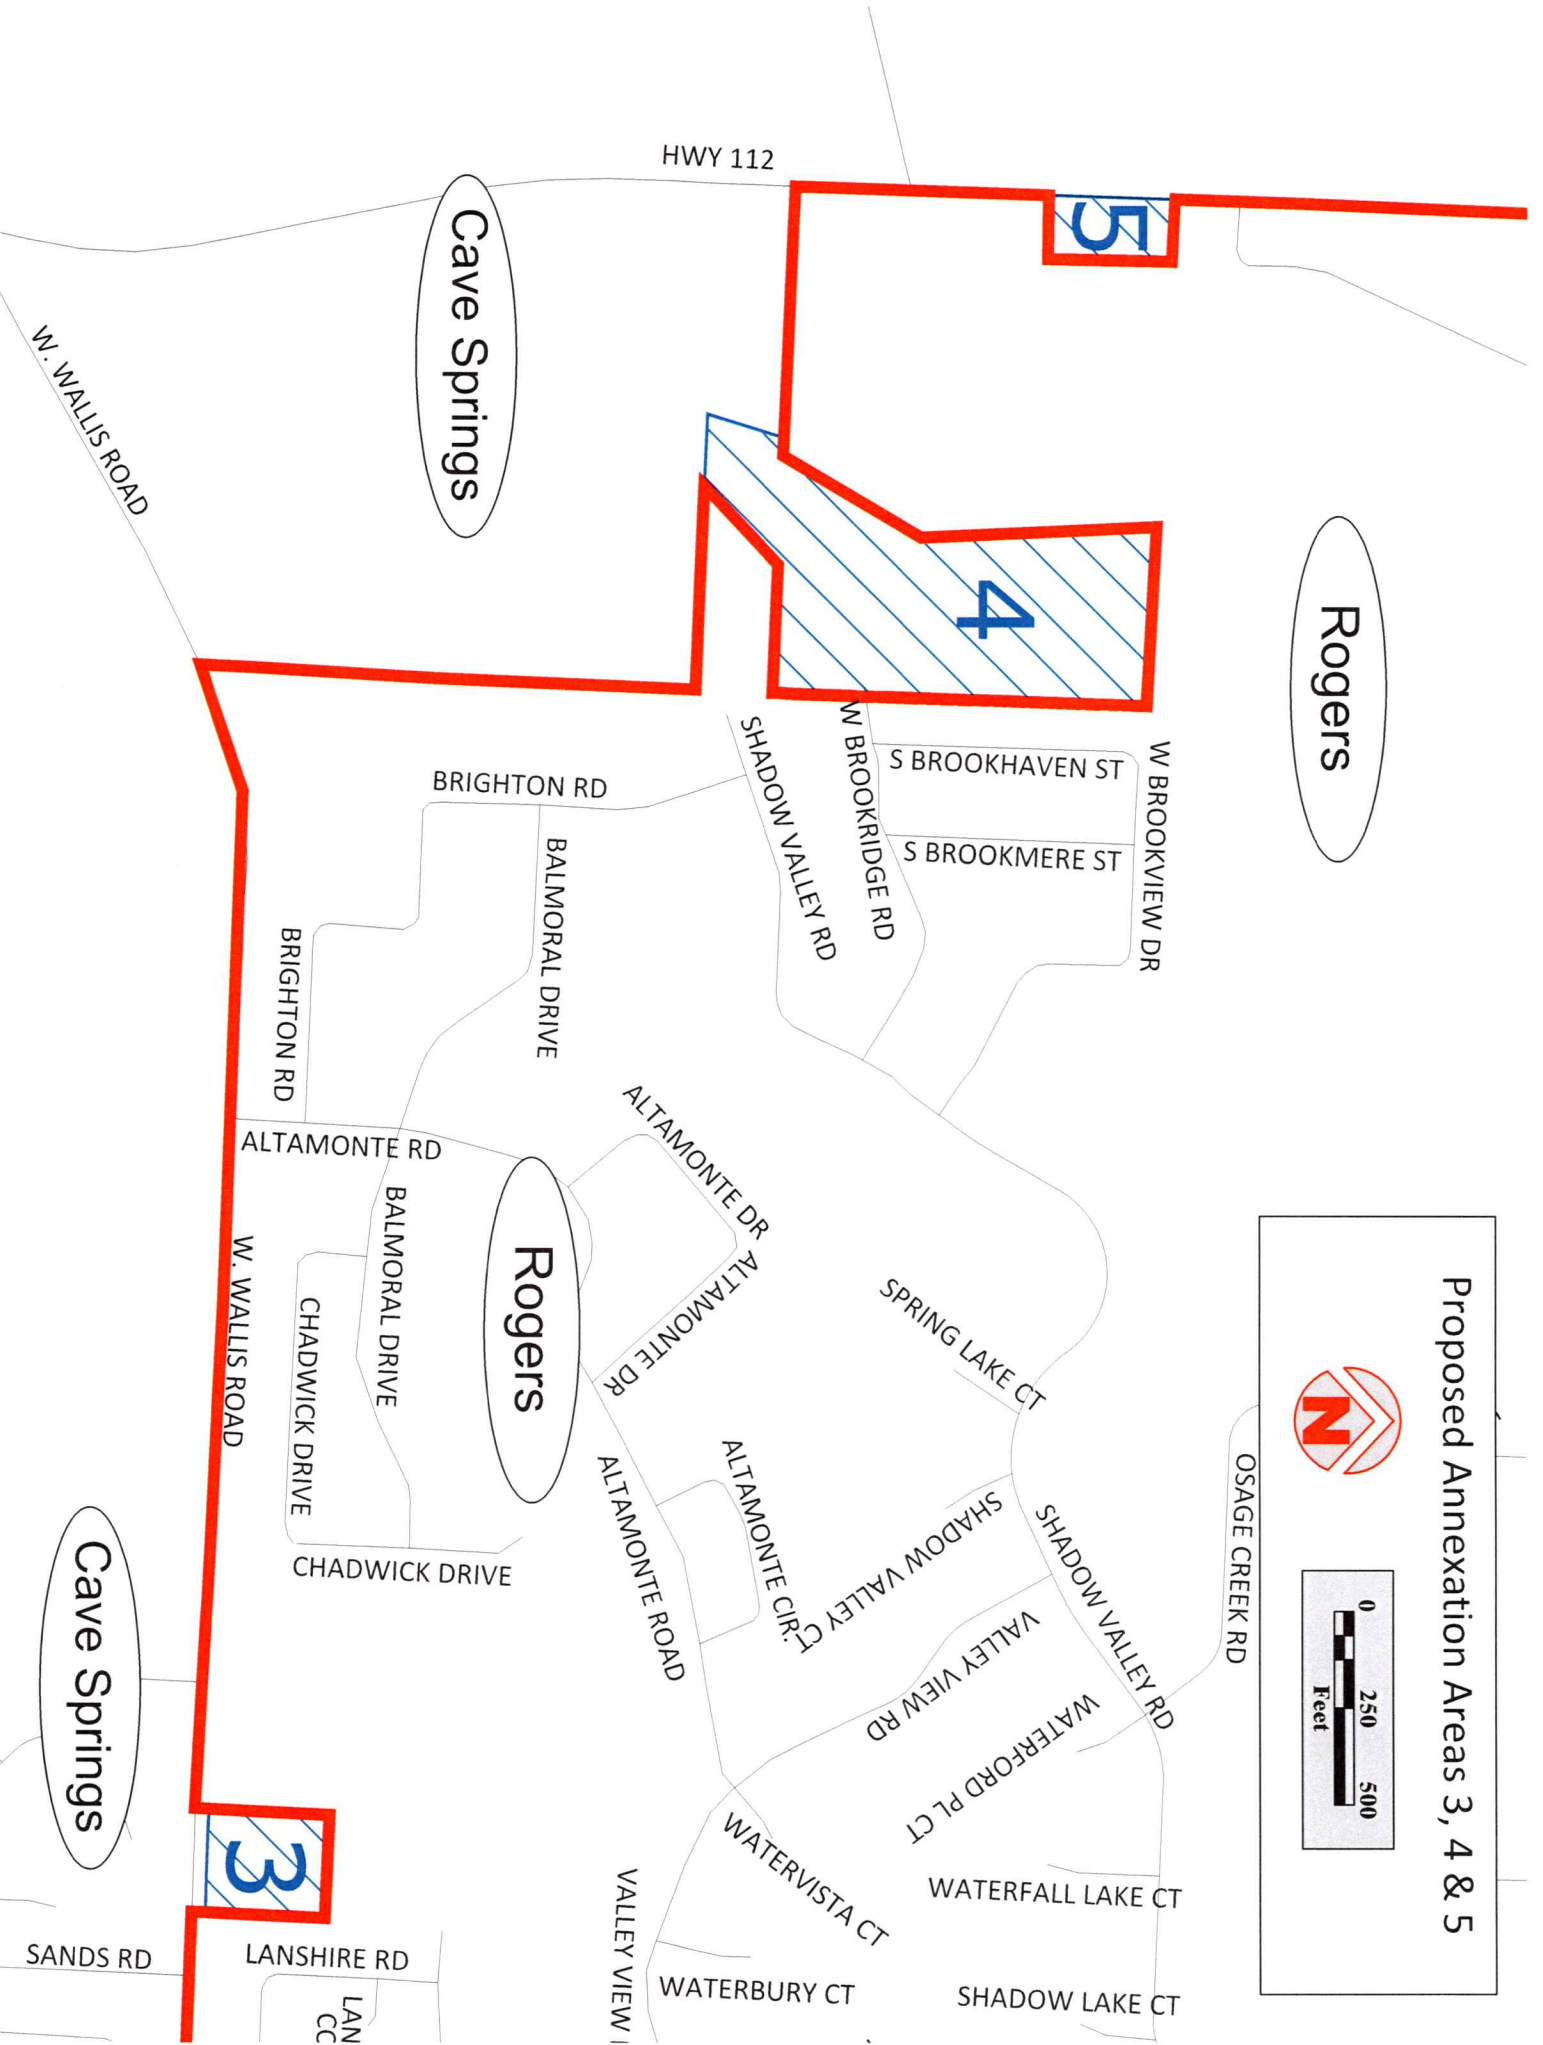 Proposed Annexation Areas 3, 4 & 5
N
0 250 500
Feet
Rogers
HWY 112
5
4
Cave Springs
W. WALLIS ROAD
W BROOKVIEW DR
S BROOKHAVEN ST
S BROOKMERE ST
W BROOKRIDGE RD
SHADOW VALLEY RD
BRIGHTON RD
BALMORAL DRIVE
BRIGHTON RD
ALTAMONTE RD
ALTAMONTE DR
ALTAMONTE DR
Rogers
BALMORAL DRIVE
CHADWICK DRIVE
CHADWICK DRIVE
W. WALLIS ROAD
SPRING LAKE CT
OSAGE CREEK RD
SHADOW VALLEY RD
SHADOW VALLEY CT
VALLEY VIEW RD
WATERFORD PL CT
ALTAMONTE CIR.
ALTAMONTE ROAD
WATERVISTA CT
WATERFALL LAKE CT
SHADOW LAKE CT
WATERBURY CT
VALLEY VIEW
Cave Springs
3
SANDS RD
LANSHIRE RD
LAN
CC